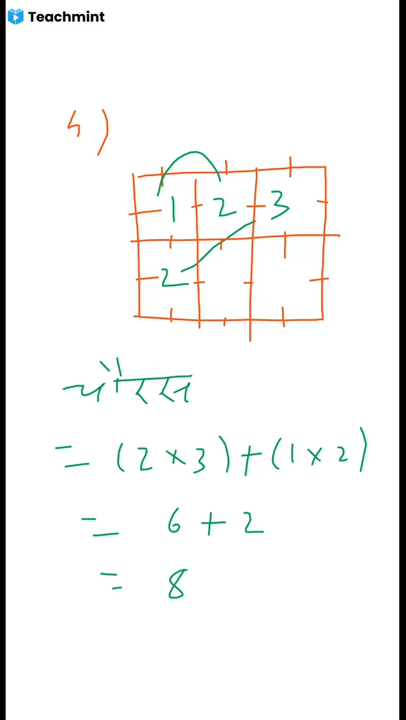 Teachmint
4)
1 2 3
2
चौरस
= (2 × 3) + (1 × 2)
= 6 + 2
= 8